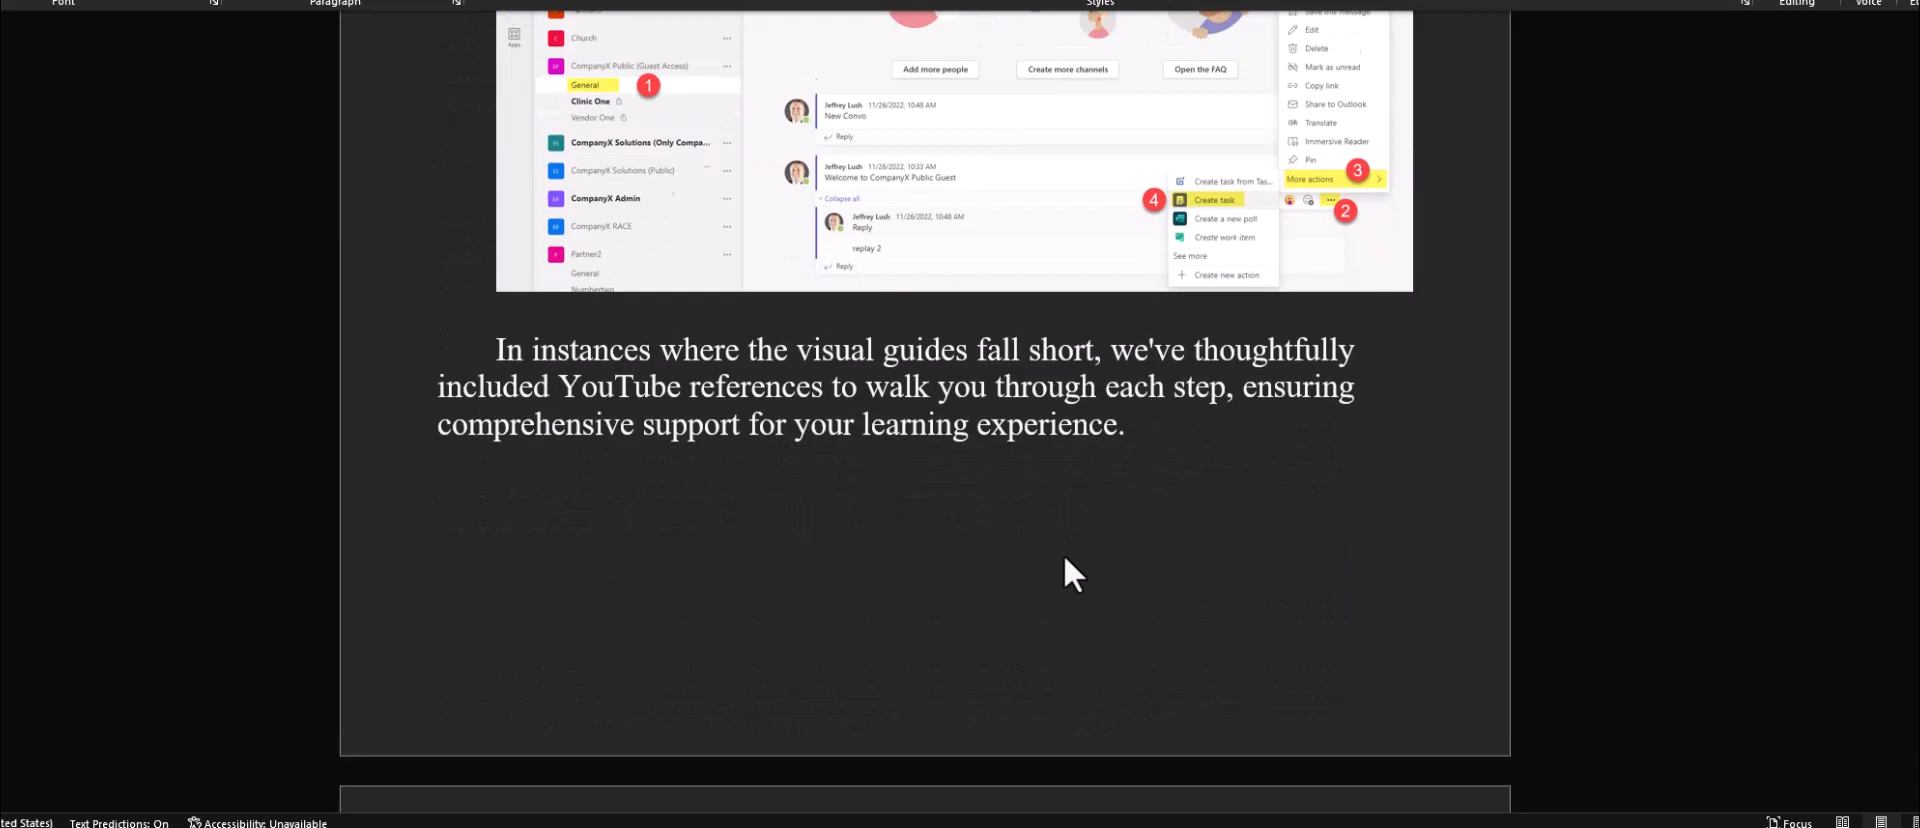 Font Paragraph Styles Editing Voice
Church
CompanyX Public (Guest Access)
General 1
Clinic One
Vendor One
CompanyX Solutions (Only Compa...
CompanyX Solutions (Public)
CompanyX Admin
CompanyX RACE
Partner2
General
Numbertwo
Apps
Add more people Create more channels Open the FAQ
Jeffrey Lush 11/26/2022, 10:48 AM
New Convo
Reply
Jeffrey Lush 11/26/2022, 10:33 AM
Welcome to CompanyX Public Guest
Collapse all
Jeffrey Lush 11/26/2022, 10:48 AM
Reply
replay 2
Reply
Save this message
Edit
Delete
Mark as unread
Copy link
Share to Outlook
Translate
Immersive Reader
Pin
More actions 3
2
Create task from Tas...
4 Create task
Create a new poll
Create work item
See more
Create new action
In instances where the visual guides fall short, we've thoughtfully
included YouTube references to walk you through each step, ensuring
comprehensive support for your learning experience.
ted States) Text Predictions: On Accessibility: Unavailable Focus